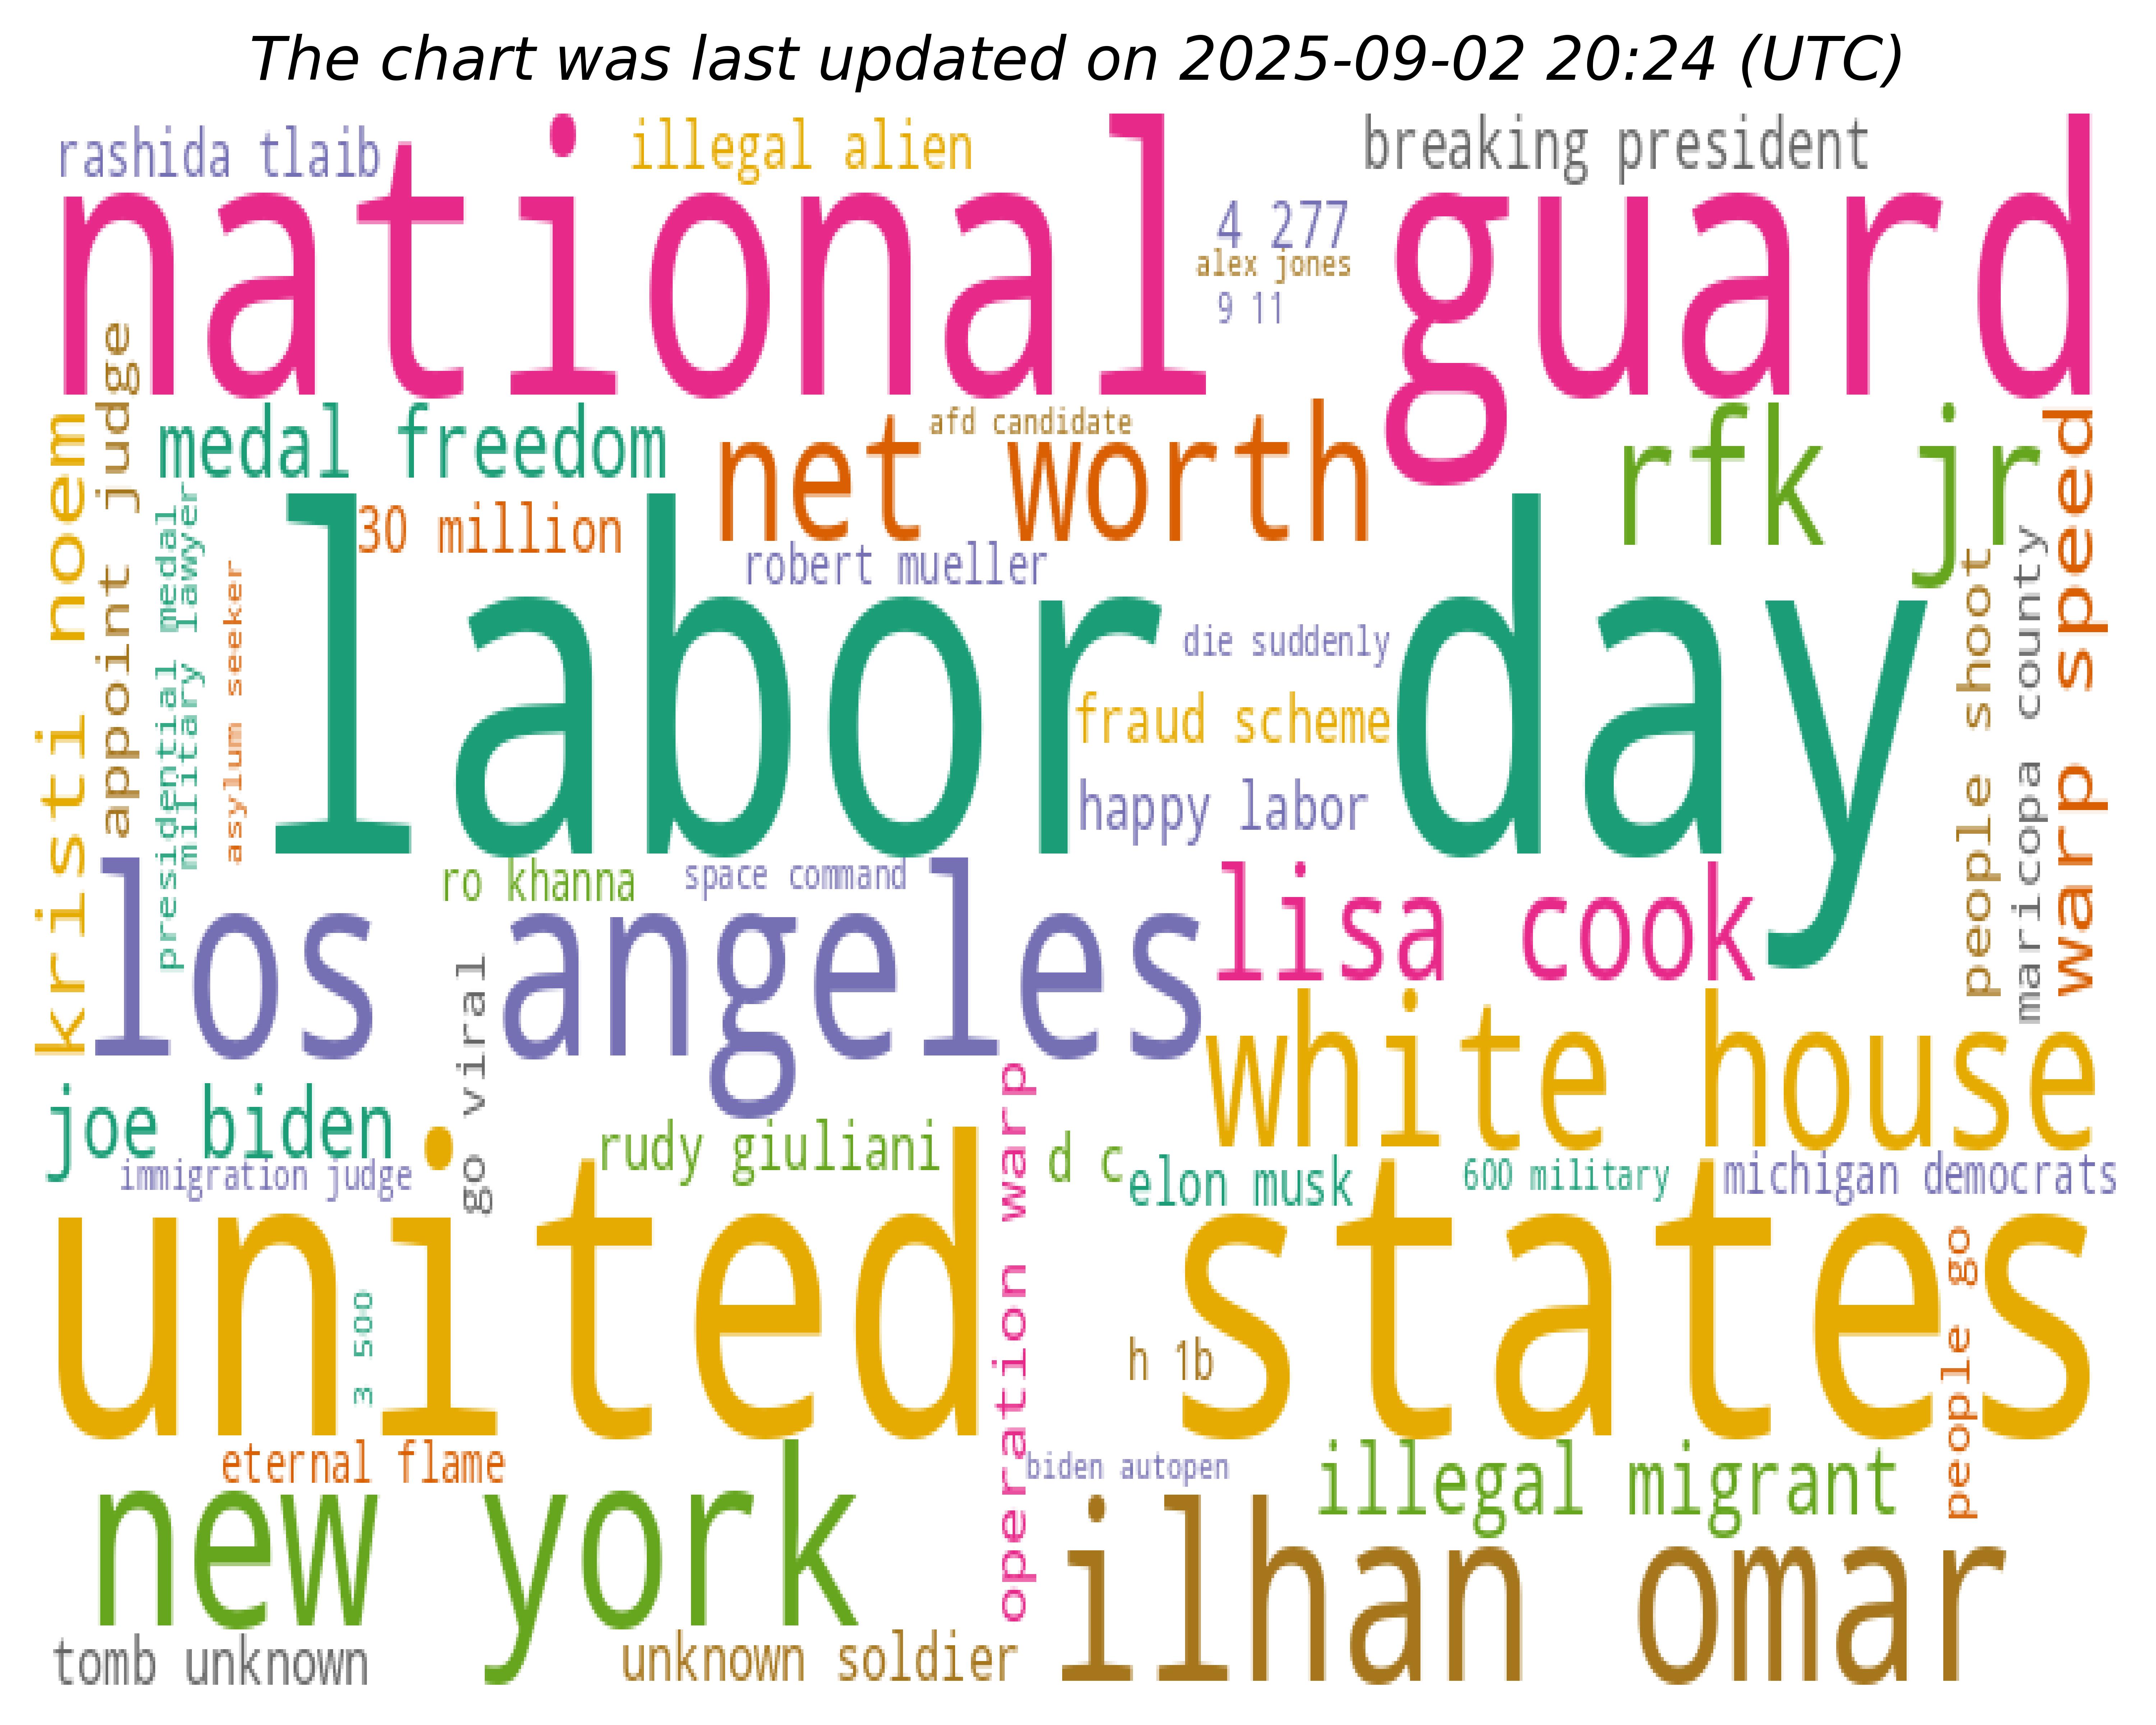 The chart was last updated on 2025-09-02 20:24 (UTC)
rashida tlaib
illegal alien
breaking president
national guard
4 277
alex jones
9 11
kristi noem
appoint judge
medal freedom
net worth
afd candidate
rfk jr
warp speed
presidential medal
military lawyer
asylum seeker
30 million
robert mueller
labor day
die suddenly
fraud scheme
happy labor
people shoot
maricopa county
ro khanna
space command
los angeles
lisa cook
go viral
white house
joe biden
immigration judge
rudy giuliani
operation warp
d c
elon musk
600 military
michigan democrats
united states
3 500
h 1b
people go
eternal flame
biden autopen
illegal migrant
new york
ilhan omar
tomb unknown
unknown soldier